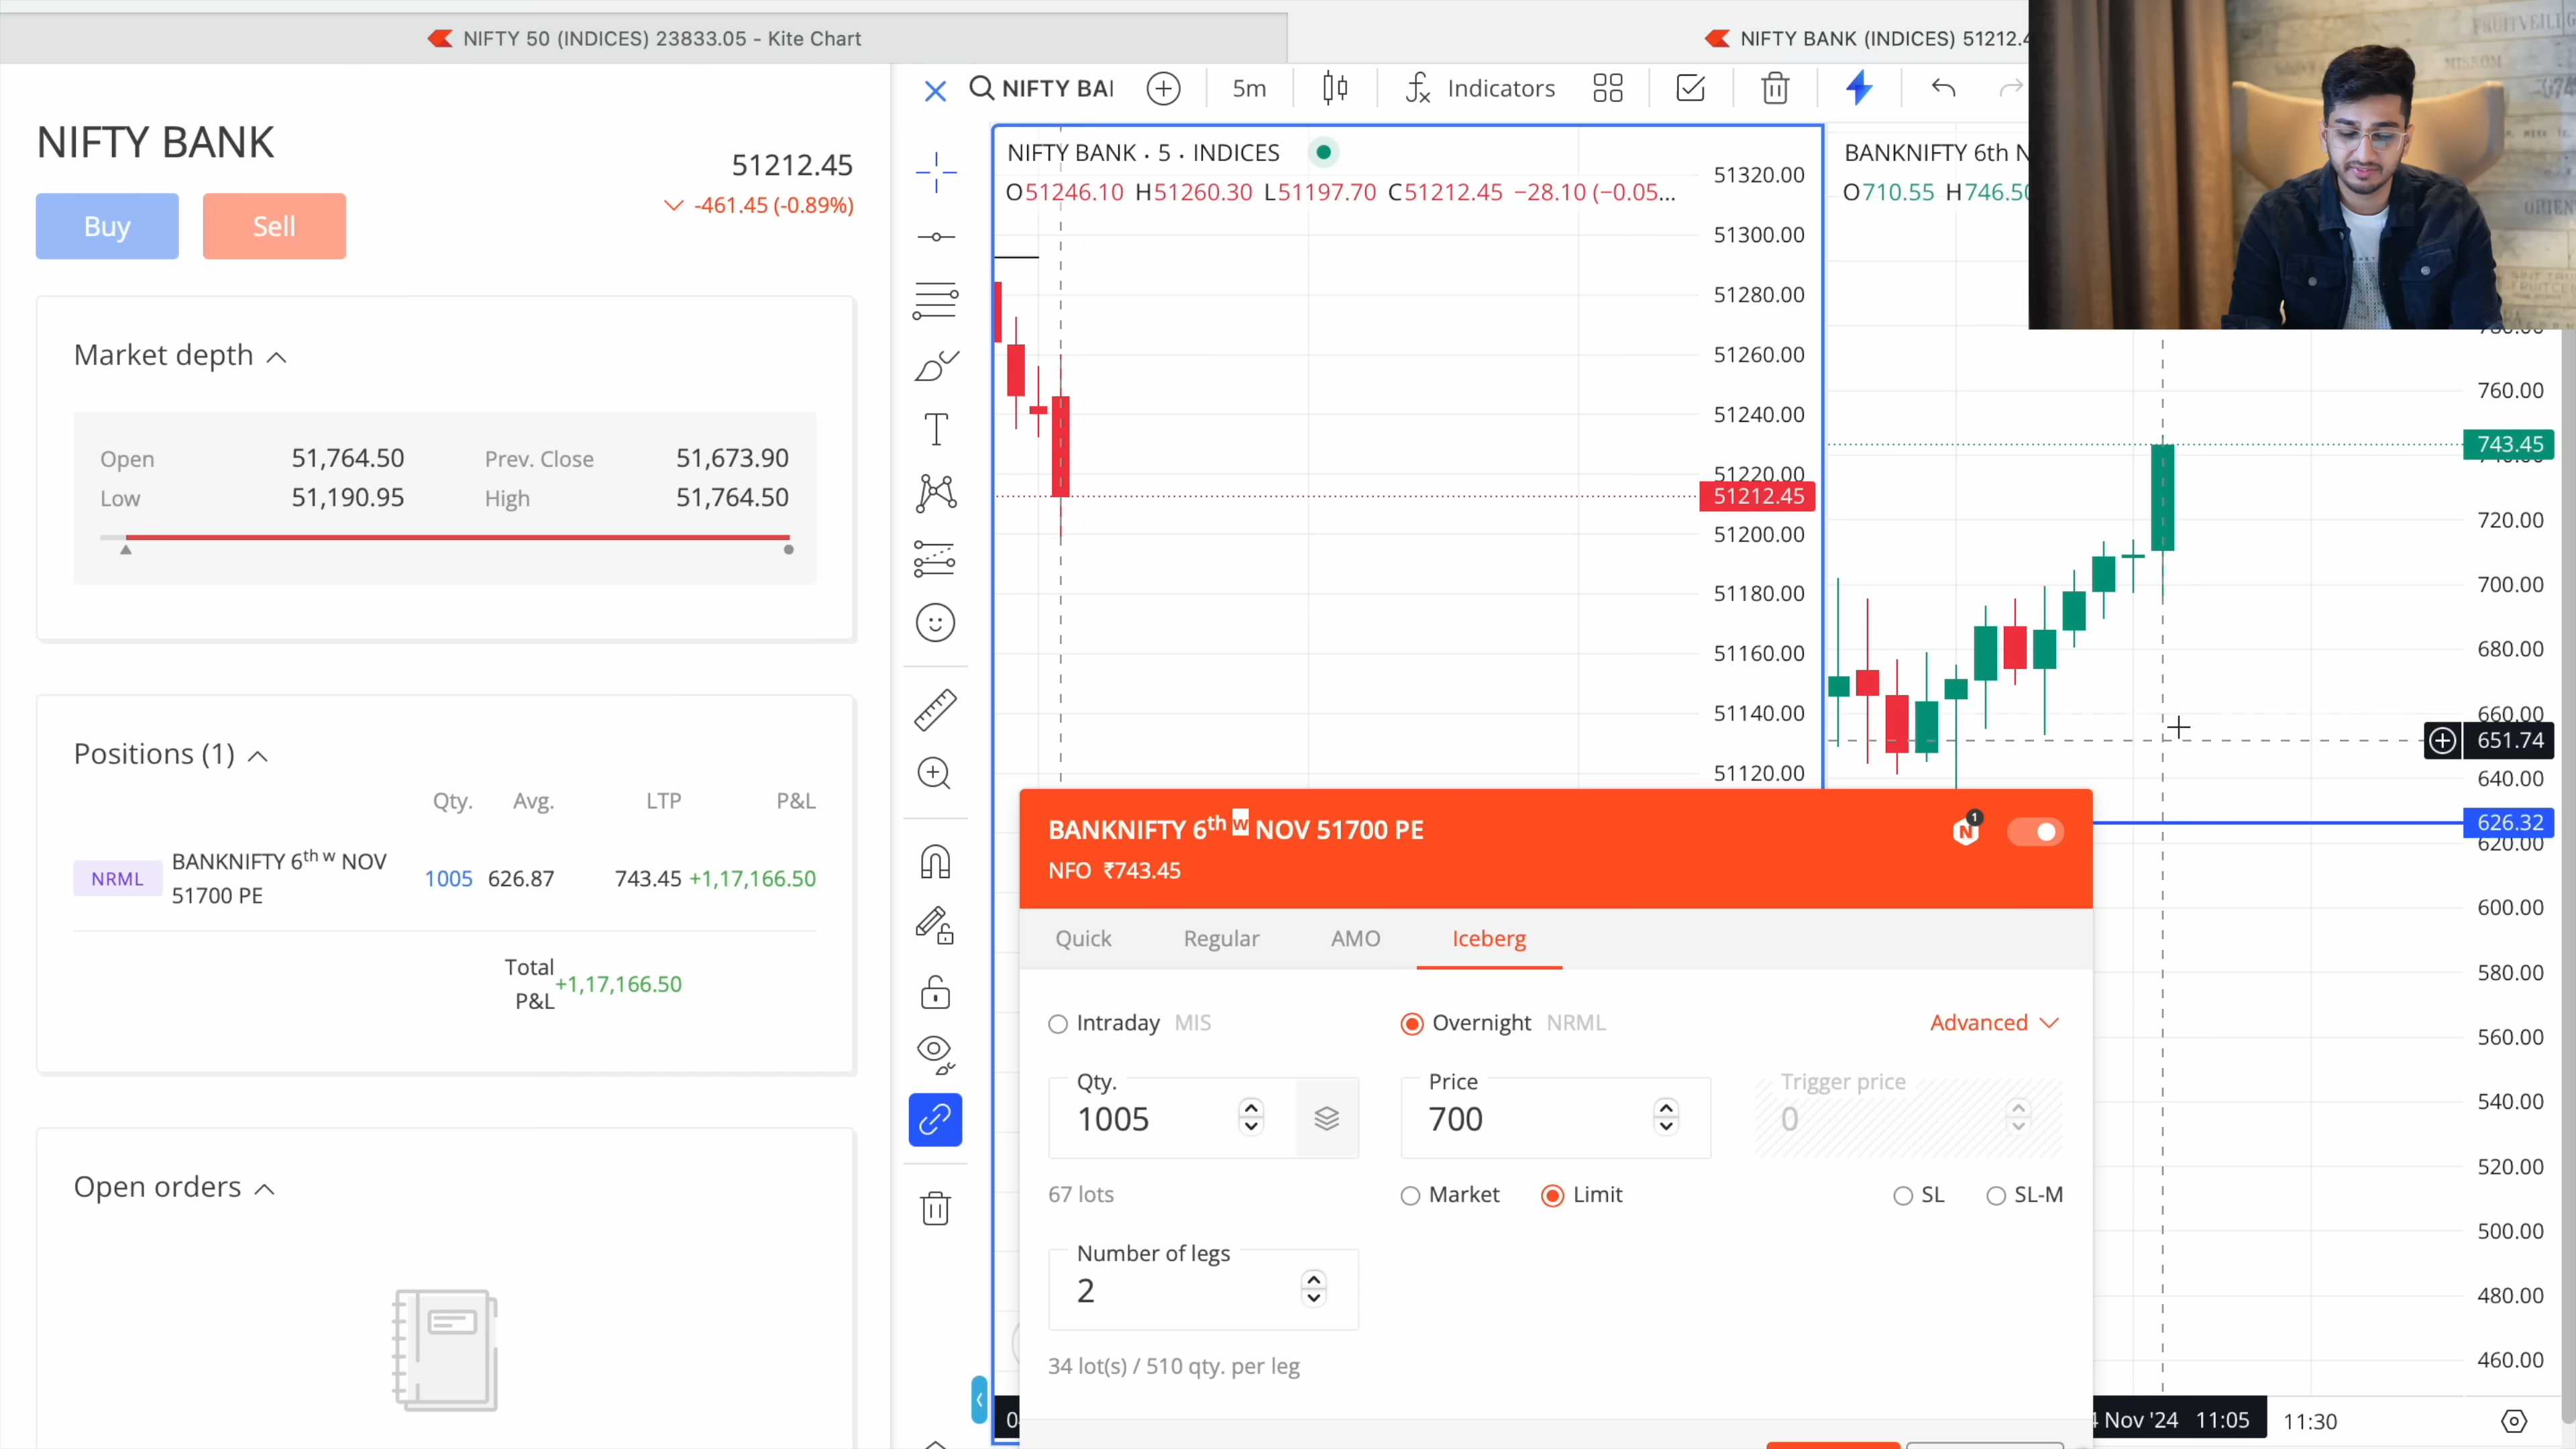 NIFTY 50 (INDICES) 23833.05 - Kite Chart
NIFTY BANK (INDICES) 51212.4
NIFTY BANK
51212.45
-461.45 (-0.89%)
Buy
Sell
Market depth
Open 51,764.50 Prev. Close 51,673.90
Low 51,190.95 High 51,764.50
Positions (1)
Qty. Avg. LTP P&L
NRML BANKNIFTY 6th w NOV 51700 PE 1005 626.87 743.45 +1,17,166.50
Total P&L +1,17,166.50
Open orders
NIFTY BAI
5m
Indicators
NIFTY BANK · 5 · INDICES
O51246.10 H51260.30 L51197.70 C51212.45 −28.10 (−0.05...
51320.00
51300.00
51280.00
51260.00
51240.00
51220.00
51212.45
51200.00
51180.00
51160.00
51140.00
51120.00
BANKNIFTY 6th N
O710.55 H746.50
760.00
743.45
720.00
700.00
680.00
660.00
651.74
640.00
626.32
620.00
600.00
580.00
560.00
540.00
520.00
500.00
480.00
460.00
BANKNIFTY 6th w NOV 51700 PE
NFO ₹743.45
1
Quick Regular AMO Iceberg
Intraday MIS
Overnight NRML
Advanced
Qty.
1005
Price
700
Trigger price
0
67 lots
Market Limit
SL SL-M
Number of legs
2
34 lot(s) / 510 qty. per leg
Nov '24 11:05
11:30